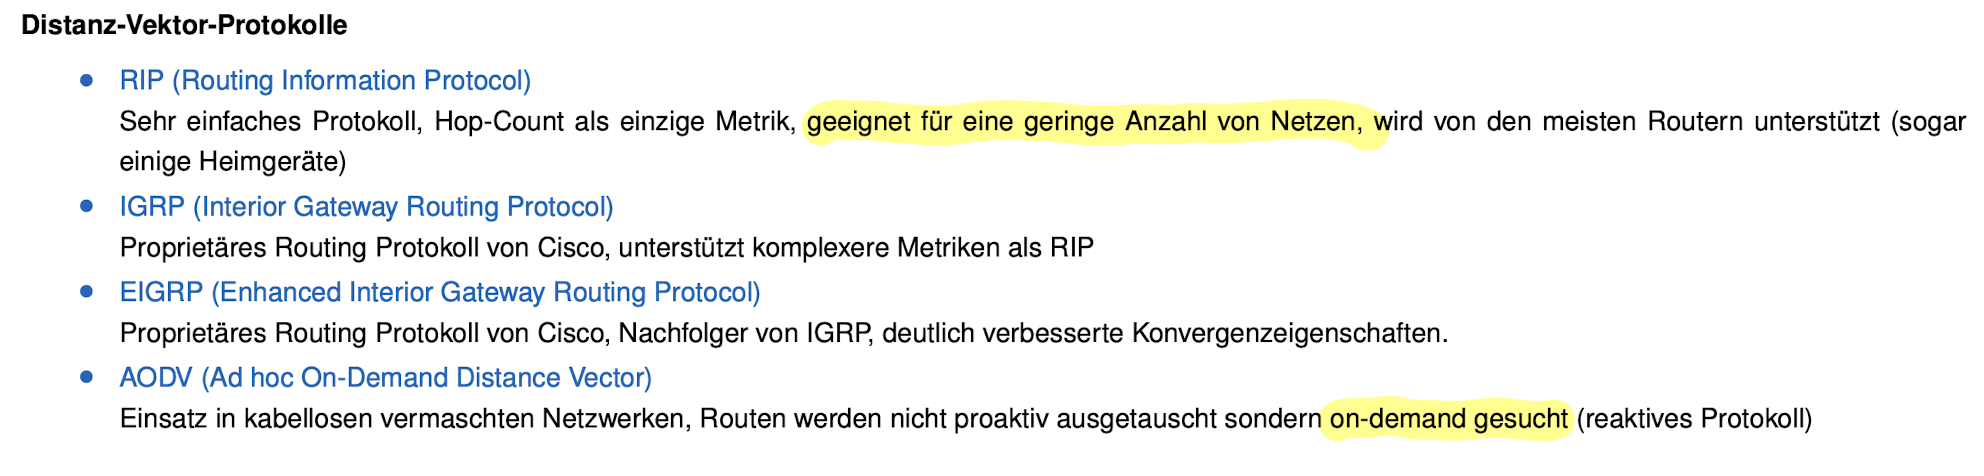 Distanz-Vektor-Protokolle
• RIP (Routing Information Protocol)
Sehr einfaches Protokoll, Hop-Count als einzige Metrik, geeignet für eine geringe Anzahl von Netzen, wird von den meisten Routern unterstützt (sogar
einige Heimgeräte)
• IGRP (Interior Gateway Routing Protocol)
Proprietäres Routing Protokoll von Cisco, unterstützt komplexere Metriken als RIP
• EIGRP (Enhanced Interior Gateway Routing Protocol)
Proprietäres Routing Protokoll von Cisco, Nachfolger von IGRP, deutlich verbesserte Konvergenzeigenschaften.
• AODV (Ad hoc On-Demand Distance Vector)
Einsatz in kabellosen vermaschten Netzwerken, Routen werden nicht proaktiv ausgetauscht sondern on-demand gesucht (reaktives Protokoll)